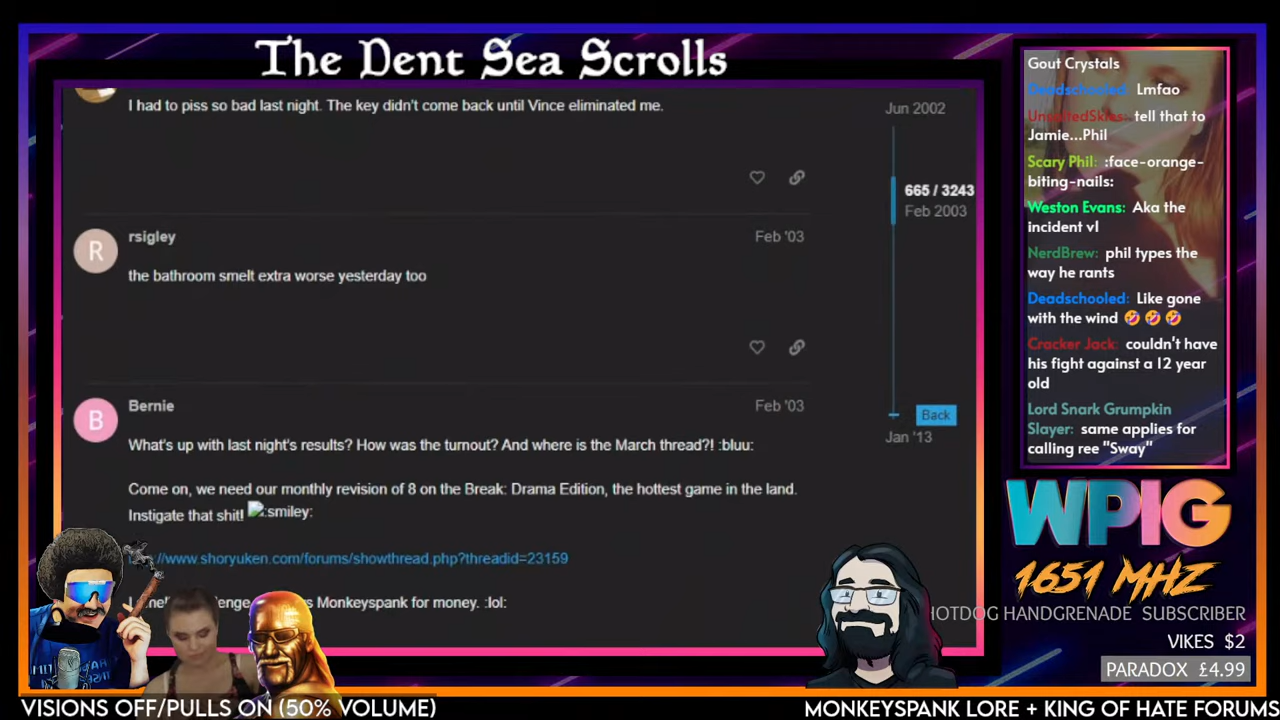 The Dent Sea Scrolls
I had to piss so bad last night. The key didn't come back until Vince eliminated me.
R
rsigley
Feb '03
the bathroom smelt extra worse yesterday too
B
Bernie
Feb '03
What's up with last night's results? How was the turnout? And where is the March thread?! :bluu:
Come on, we need our monthly revision of 8 on the Break: Drama Edition, the hottest game in the land.
Instigate that shit! :smiley:
//www.shoryuken.com/forums/showthread.php?threadid=23159
Monkeyspank for money. :lol:
Jun 2002
665 / 3243
Feb 2003
Back
Jan '13
Gout Crystals
Deadschooled: Lmfao
tell that to
Jamie...Phil
Scary Phil: :face-orange-
biting-nails:
Weston Evans: Aka the
incident v1
NerdBrew: phil types the
way he rants
Deadschooled: Like gone
with the wind 🤣 🤣 🤣
Cracker Jack: couldn't have
his fight against a 12 year
old
Lord Snark Grumpkin
Slayer: same applies for
calling ree "Sway"
WPIG
1651 MHZ
HOTDOG HANDGRENADE SUBSCRIBER
VIKES $2
PARADOX £4.99
VISIONS OFF/PULLS ON (50% VOLUME)
MONKEYSPANK LORE + KING OF HATE FORUMS